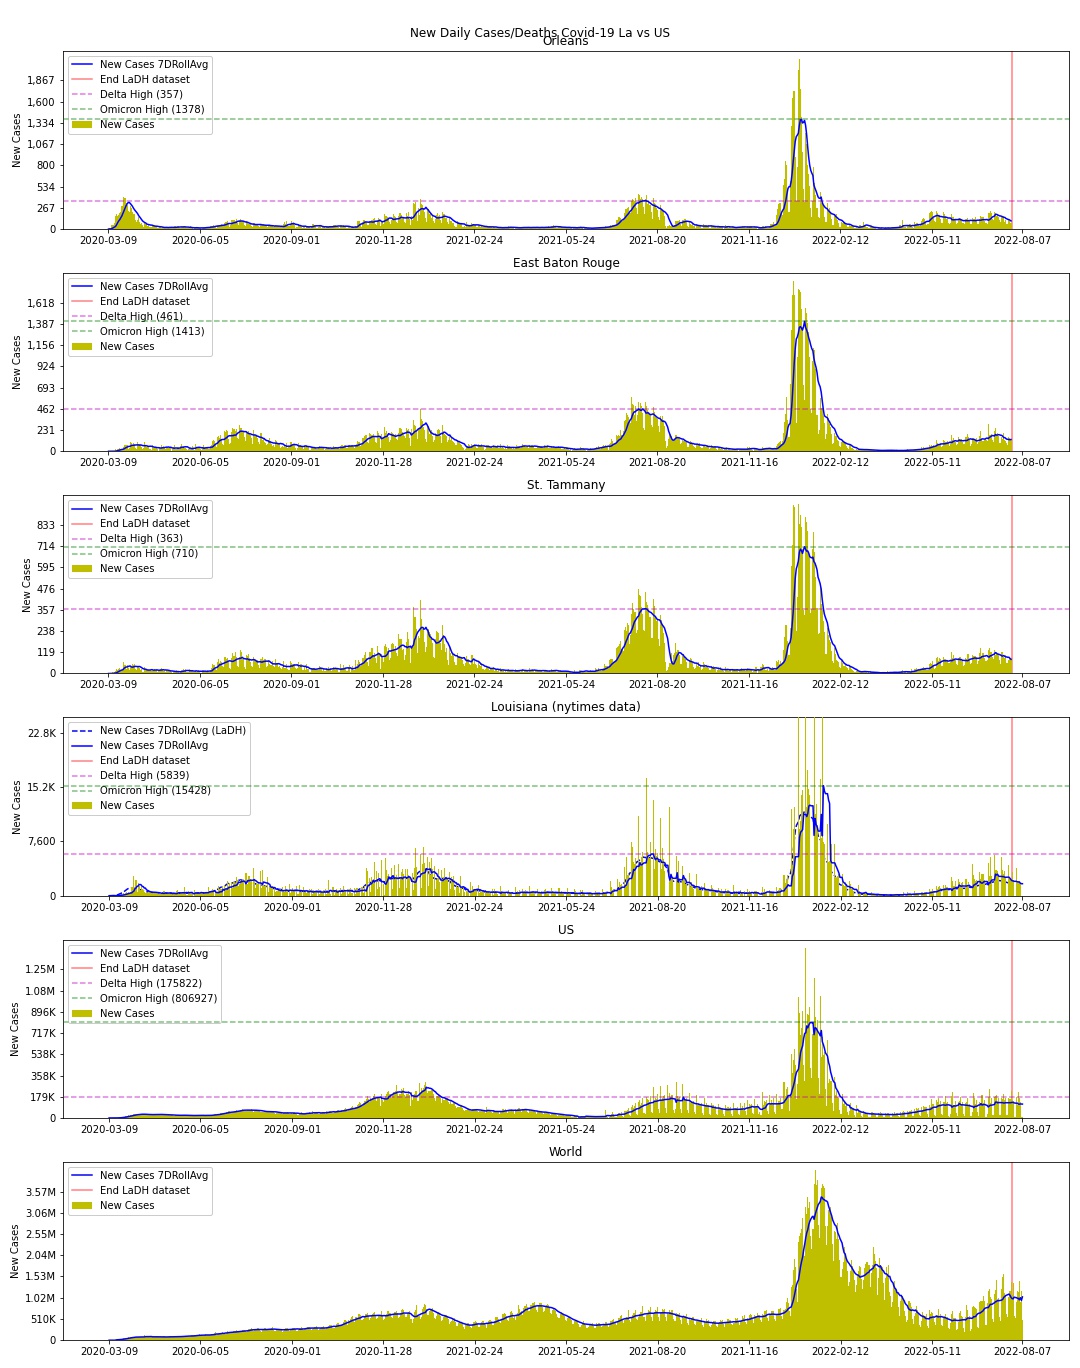 New Daily Cases/Deaths Covid-19 La vs US
Orleans
New Cases
1,867
1,600
1,334
1,067
800
534
267
0
New Cases 7DRollAvg
End LaDH dataset
Delta High (357)
Omicron High (1378)
New Cases
2020-03-09 2020-06-05 2020-09-01 2020-11-28 2021-02-24 2021-05-24 2021-08-20 2021-11-16 2022-02-12 2022-05-11 2022-08-07
East Baton Rouge
New Cases
1,618
1,387
1,156
924
693
462
231
0
New Cases 7DRollAvg
End LaDH dataset
Delta High (461)
Omicron High (1413)
New Cases
2020-03-09 2020-06-05 2020-09-01 2020-11-28 2021-02-24 2021-05-24 2021-08-20 2021-11-16 2022-02-12 2022-05-11 2022-08-07
St. Tammany
New Cases
833
714
595
476
357
238
119
0
New Cases 7DRollAvg
End LaDH dataset
Delta High (363)
Omicron High (710)
New Cases
2020-03-09 2020-06-05 2020-09-01 2020-11-28 2021-02-24 2021-05-24 2021-08-20 2021-11-16 2022-02-12 2022-05-11 2022-08-07
Louisiana (nytimes data)
New Cases
22.8K
15.2K
7,600
0
New Cases 7DRollAvg (LaDH)
New Cases 7DRollAvg
End LaDH dataset
Delta High (5839)
Omicron High (15428)
New Cases
2020-03-09 2020-06-05 2020-09-01 2020-11-28 2021-02-24 2021-05-24 2021-08-20 2021-11-16 2022-02-12 2022-05-11 2022-08-07
US
New Cases
1.25M
1.08M
896K
717K
538K
358K
179K
0
New Cases 7DRollAvg
End LaDH dataset
Delta High (175822)
Omicron High (806927)
New Cases
2020-03-09 2020-06-05 2020-09-01 2020-11-28 2021-02-24 2021-05-24 2021-08-20 2021-11-16 2022-02-12 2022-05-11 2022-08-07
World
New Cases
3.57M
3.06M
2.55M
2.04M
1.53M
1.02M
510K
0
New Cases 7DRollAvg
End LaDH dataset
New Cases
2020-03-09 2020-06-05 2020-09-01 2020-11-28 2021-02-24 2021-05-24 2021-08-20 2021-11-16 2022-02-12 2022-05-11 2022-08-07